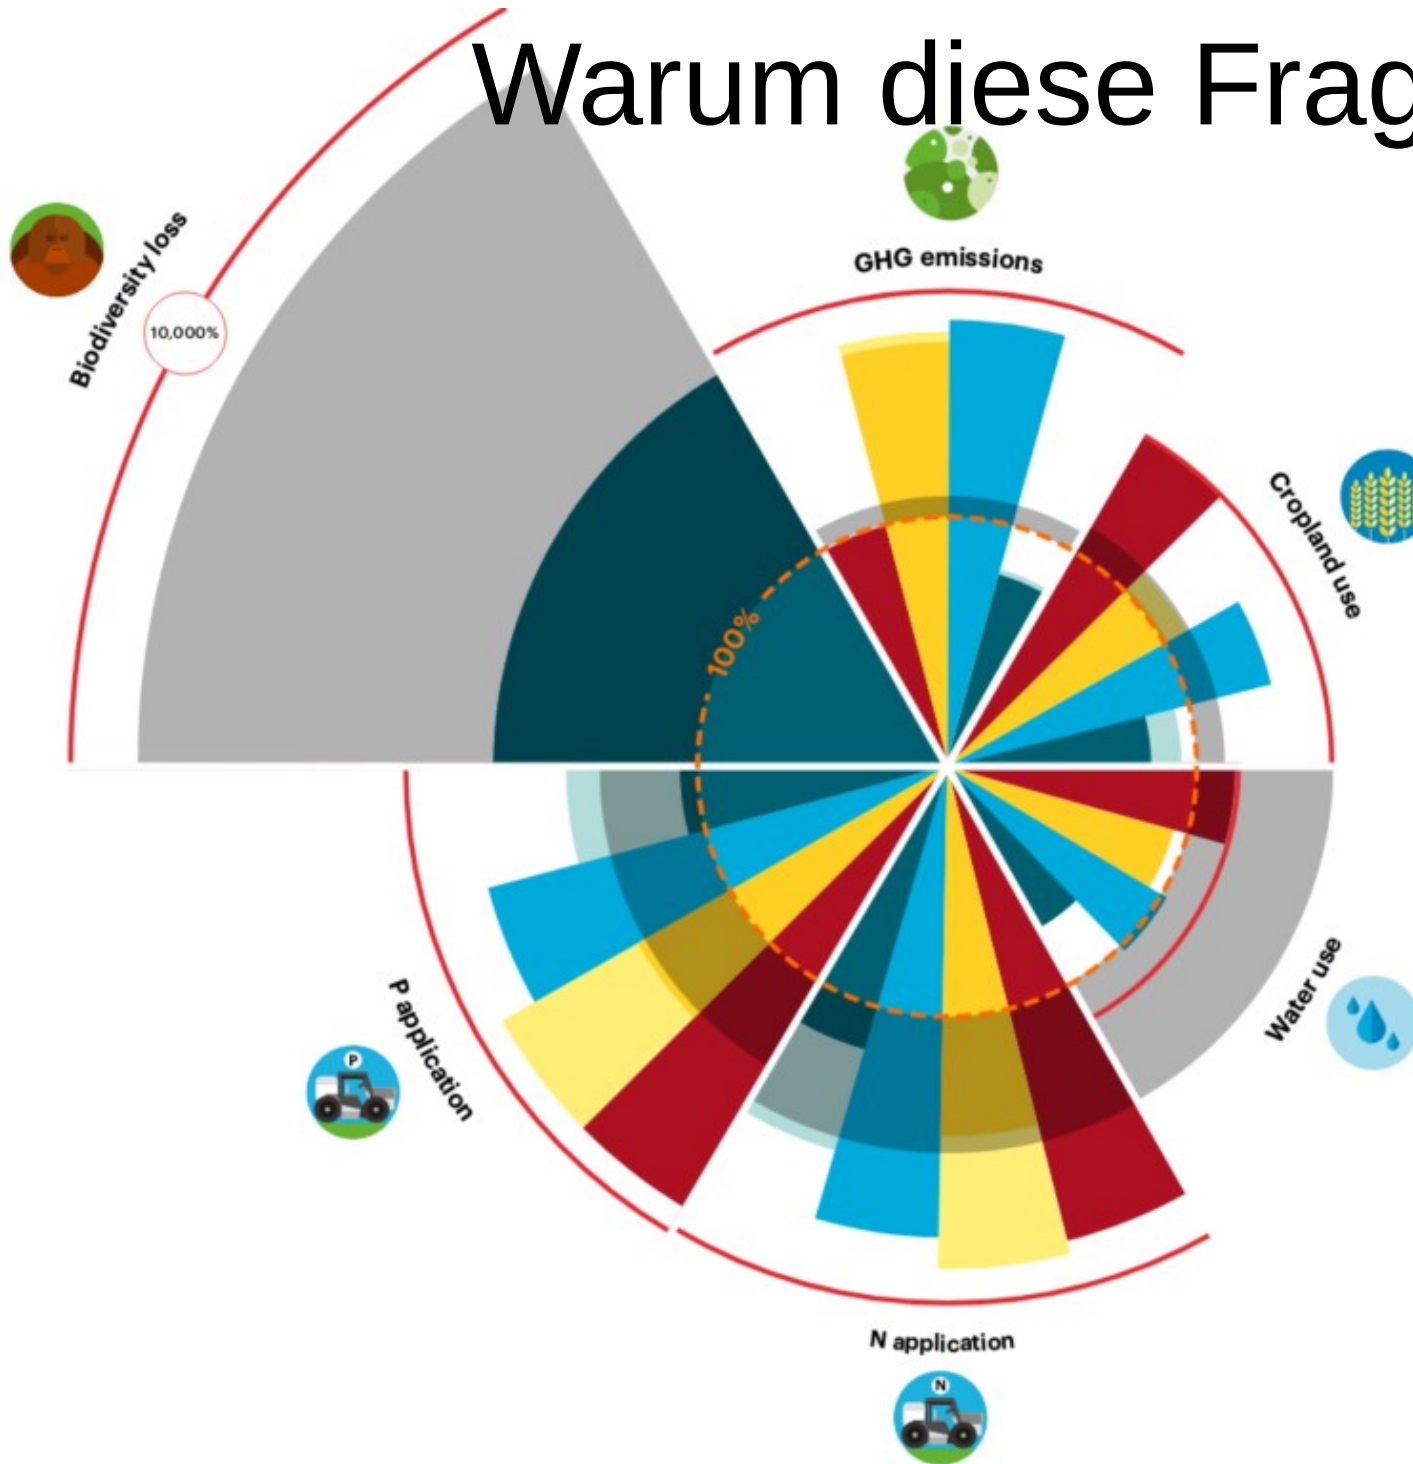 Warum diese Frag
GHG emissions
Biodiversity loss
10,000%
Cropland use
100%
Water use
P application
P
N application
N